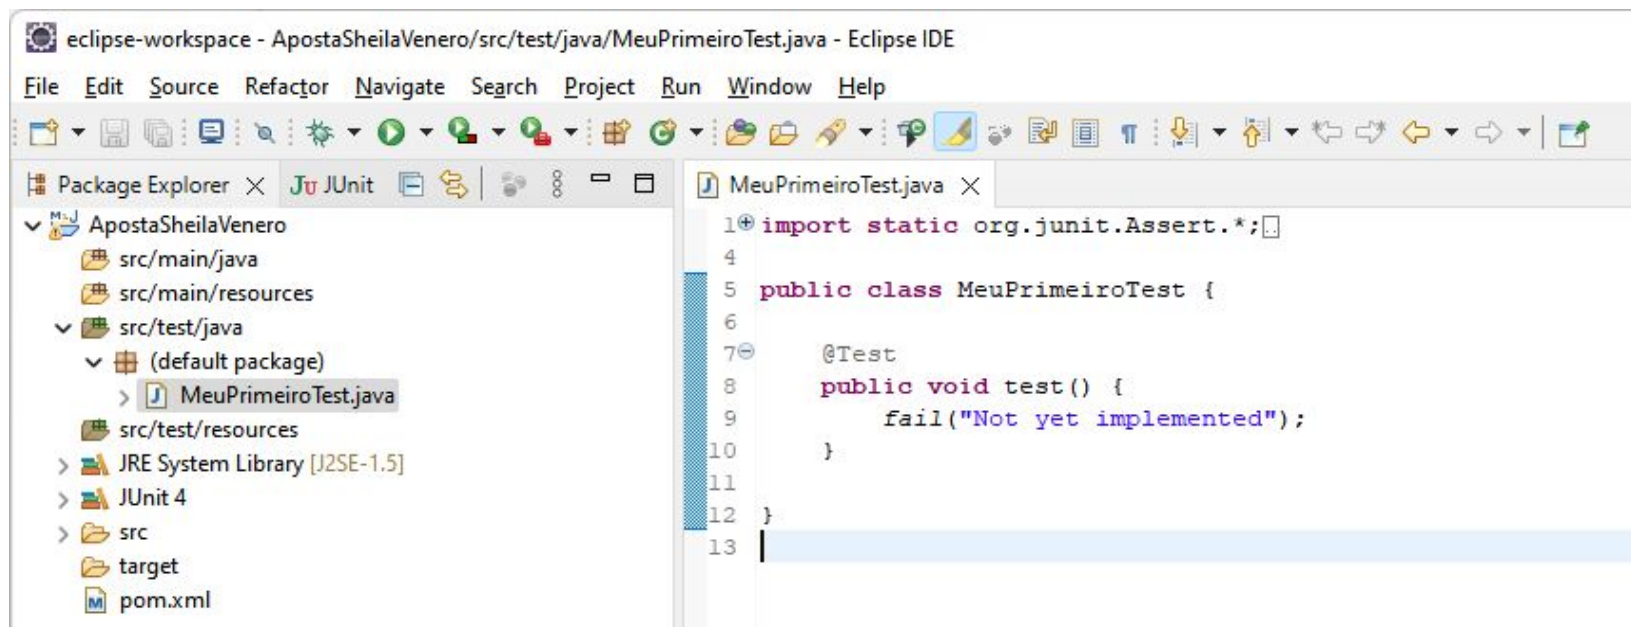 eclipse-workspace - ApostaSheilaVenero/src/test/java/MeuPrimeiroTest.java - Eclipse IDE
File Edit Source Refactor Navigate Search Project Run Window Help
Package Explorer JU JUnit
ApostaSheilaVenero
src/main/java
src/main/resources
src/test/java
(default package)
MeuPrimeiroTest.java
src/test/resources
JRE System Library [J2SE-1.5]
JUnit 4
src
target
pom.xml
MeuPrimeiroTest.java
1 import static org.junit.Assert.*;
4
5 public class MeuPrimeiroTest {
6
7 @Test
8 public void test() {
9 fail("Not yet implemented");
10 }
11
12 }
13